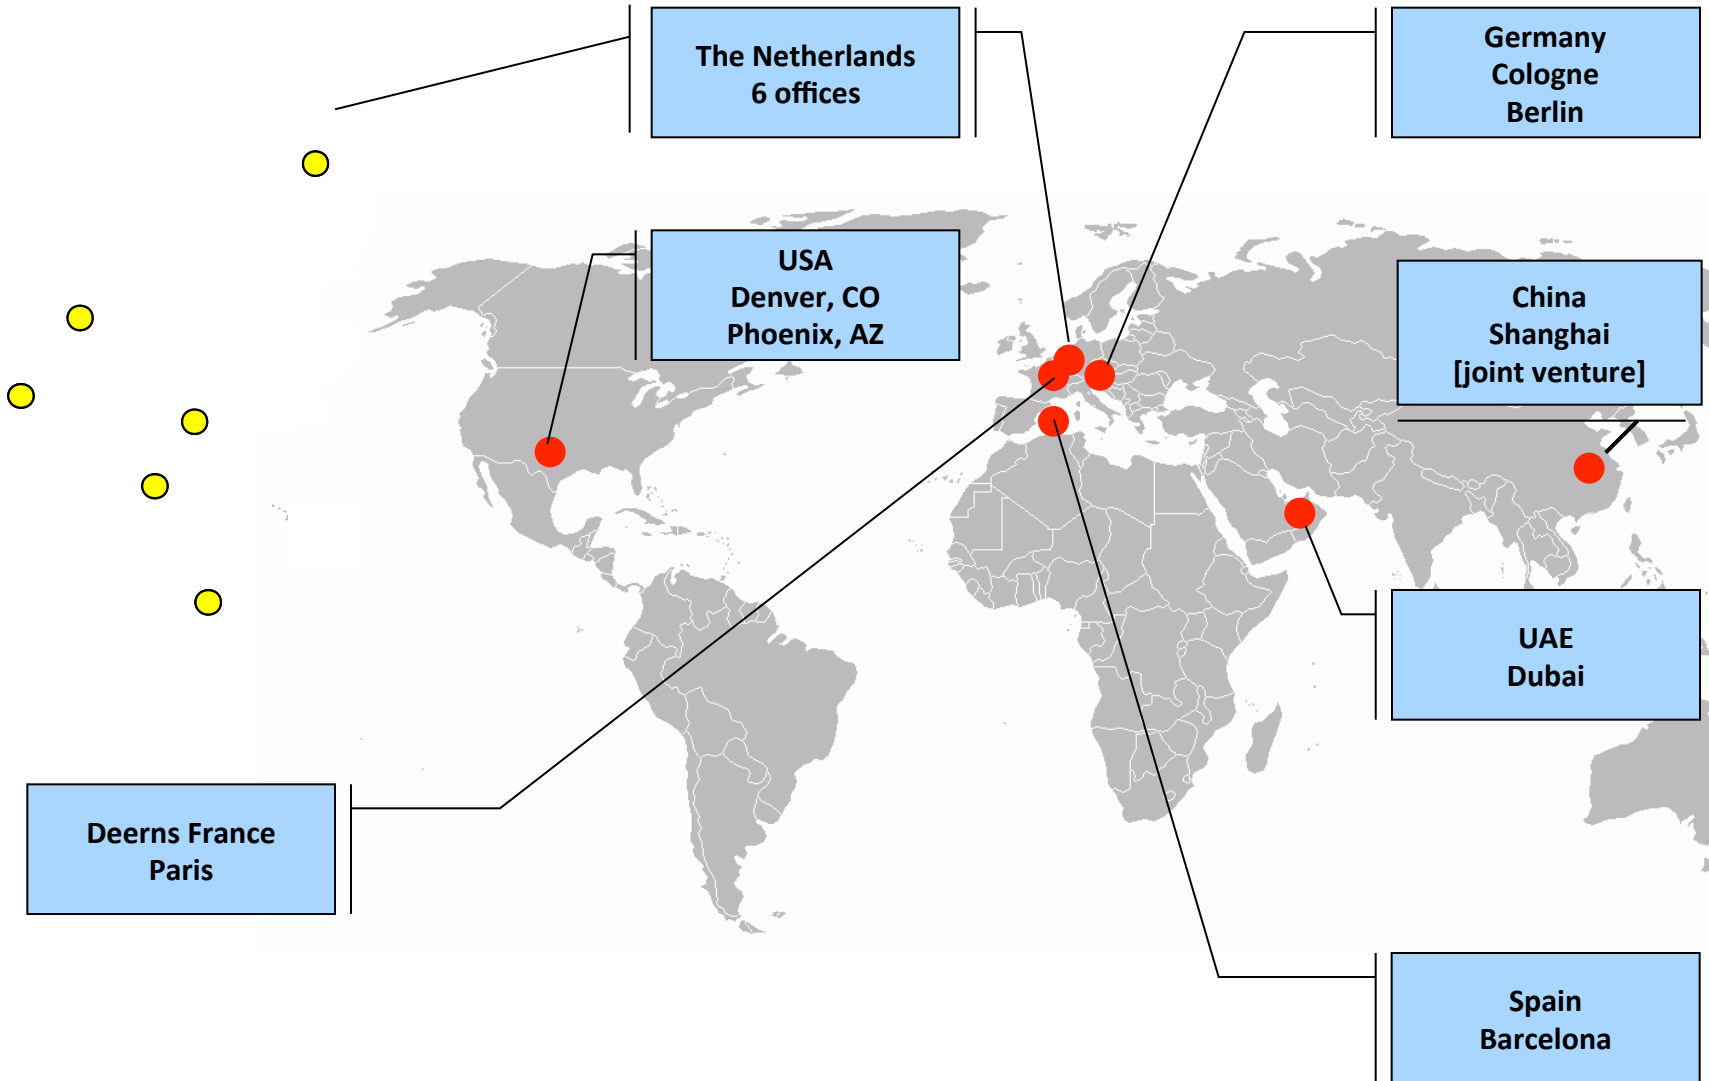 The Netherlands
6 offices
Germany
Cologne
Berlin
USA
Denver, CO
Phoenix, AZ
China
Shanghai
[joint venture]
UAE
Dubai
Deerns France
Paris
Spain
Barcelona